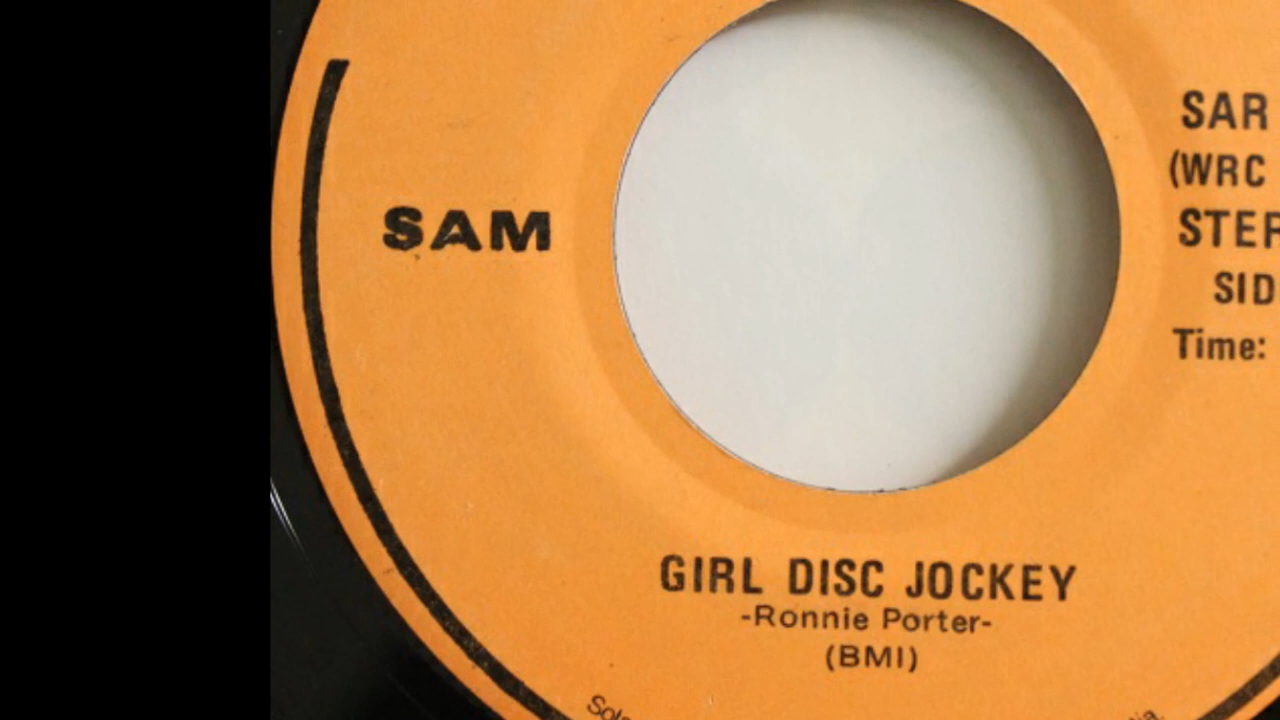 SAM
SAR
(WRC
STER
SID
Time:
GIRL DISC JOCKEY
-Ronnie Porter-
(BMI)